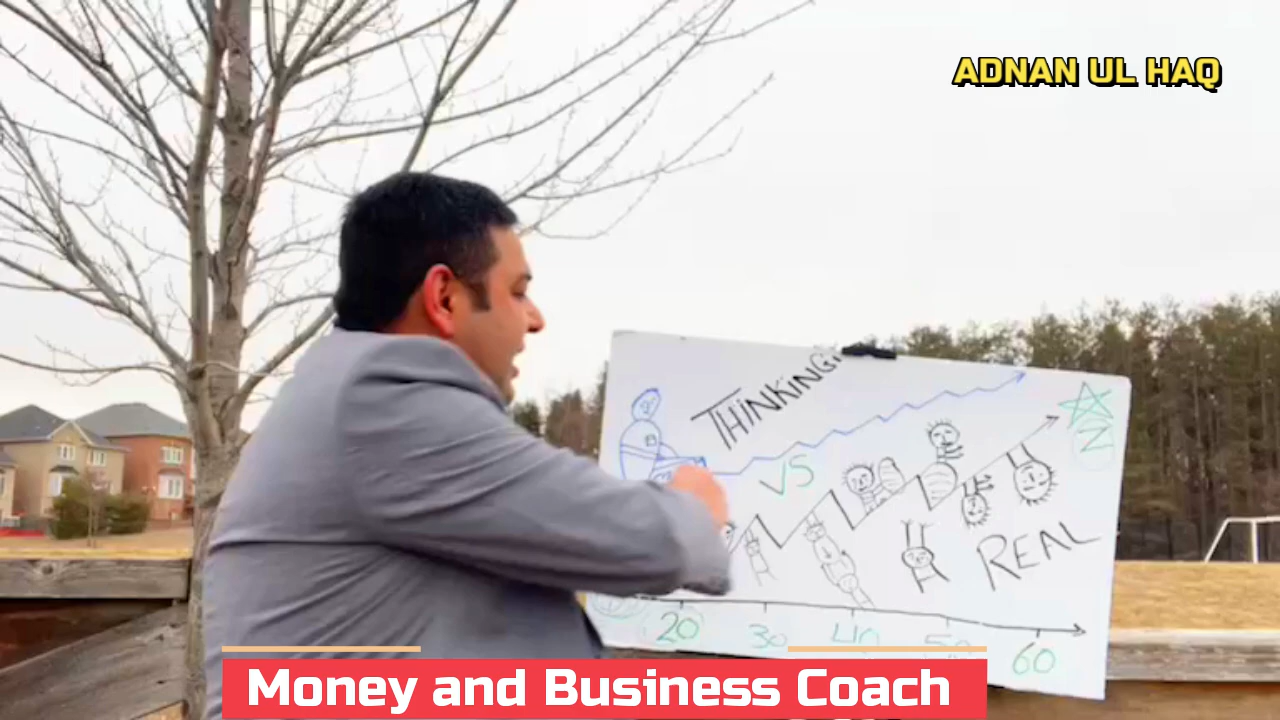 ADNAN UL HAQ
THINKING
VS
REAL
20 30 40 50 60
Money and Business Coach